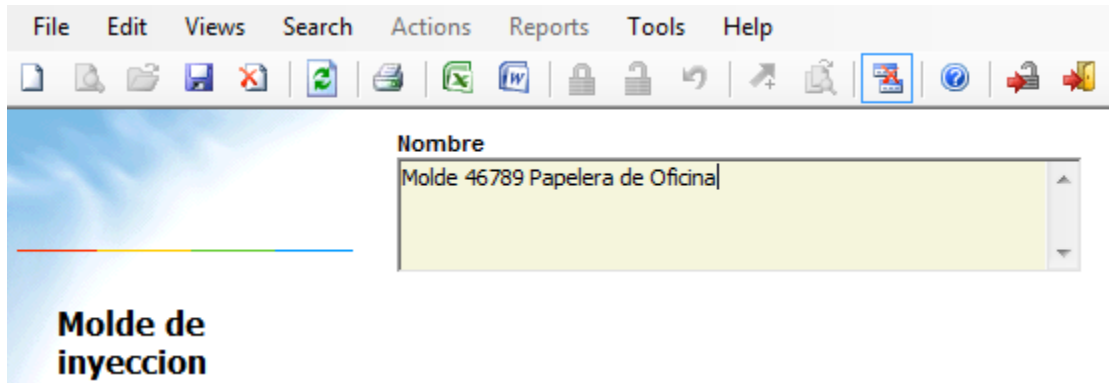 File Edit Views Search Actions Reports Tools Help
Nombre
Molde 46789 Papelera de Oficina
Molde de
inyeccion